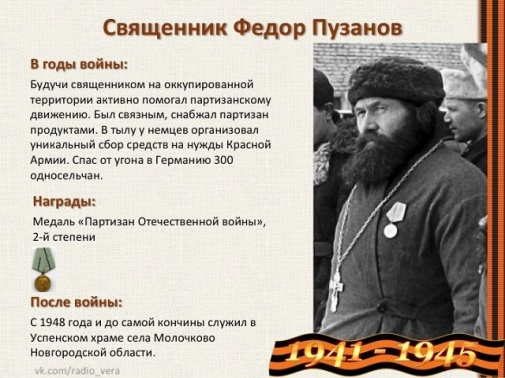 Священник Федор Пузанов
В годы войны:
Будучи священником на оккупированной
территории активно помогал партизанскому
движению. Был связным, снабжал партизан
продуктами. В тылу у немцев организовал
уникальный сбор средств на нужды Красной
Армии. Спас от угона в Германию 300
односельчан.
Награды:
Медаль «Партизан Отечественной войны»,
2-й степени
После войны:
С 1948 года и до самой кончины служил в
Успенском храме села Молочково
Новгородской области.
vk.com/radio_vera
1941 - 1945